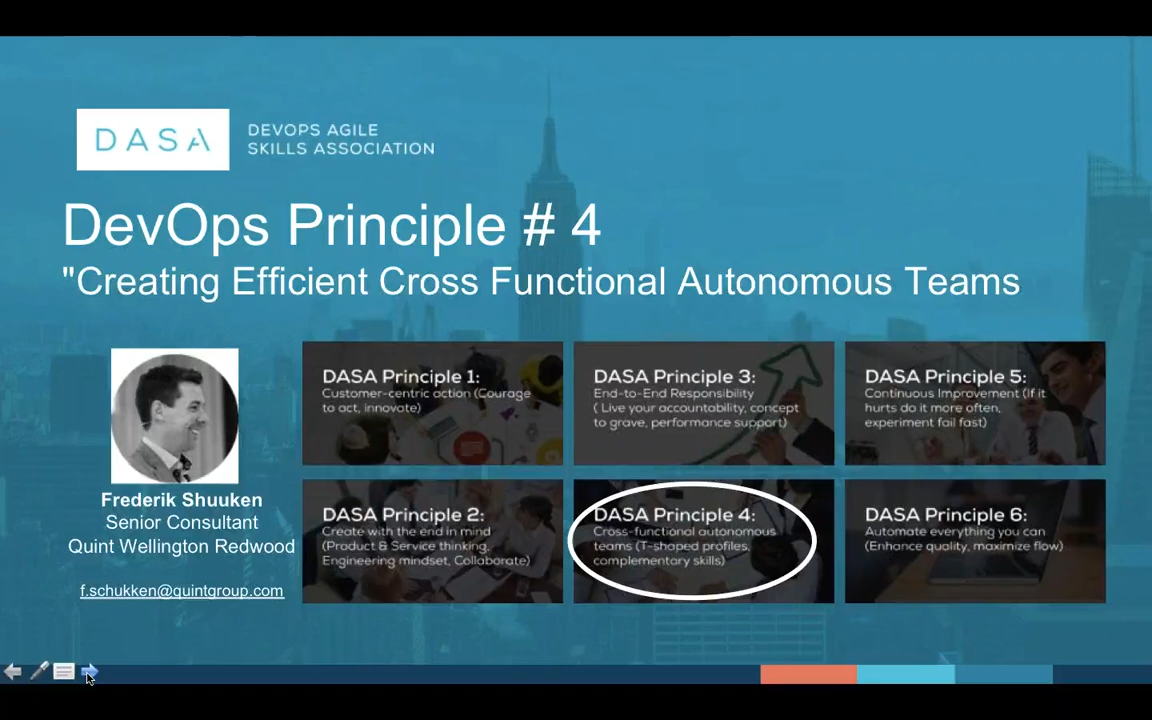 DASA
DEVOPS AGILE
SKILLS ASSOCIATION
DevOps Principle # 4
"Creating Efficient Cross Functional Autonomous Teams
Frederik Shuuken
Senior Consultant
Quint Wellington Redwood
f.schukken@quintgroup.com
DASA Principle 1:
Customer-centric action (Courage
to act, innovate)
DASA Principle 3:
End-to-End Responsibility
( Live your accountability, concept
to grave, performance support)
DASA Principle 5:
Continuous Improvement (If it
hurts do it more often,
experiment fail fast)
DASA Principle 2:
Create with the end in mind
(Product & Service thinking,
Engineering mindset, Collaborate)
DASA Principle 4:
Cross-functional autonomous
teams (T-shaped profiles,
complementary skills)
DASA Principle 6:
Automate everything you can
(Enhance quality, maximize flow)